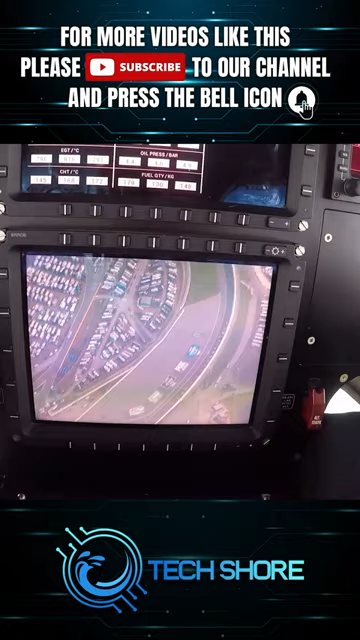 FOR MORE VIDEOS LIKE THIS
PLEASE SUBSCRIBE TO OUR CHANNEL
AND PRESS THE BELL ICON
EGT / °C
OIL PRESS / BAR
CHT / °C
FUEL QTY / KG
TECH SHORE